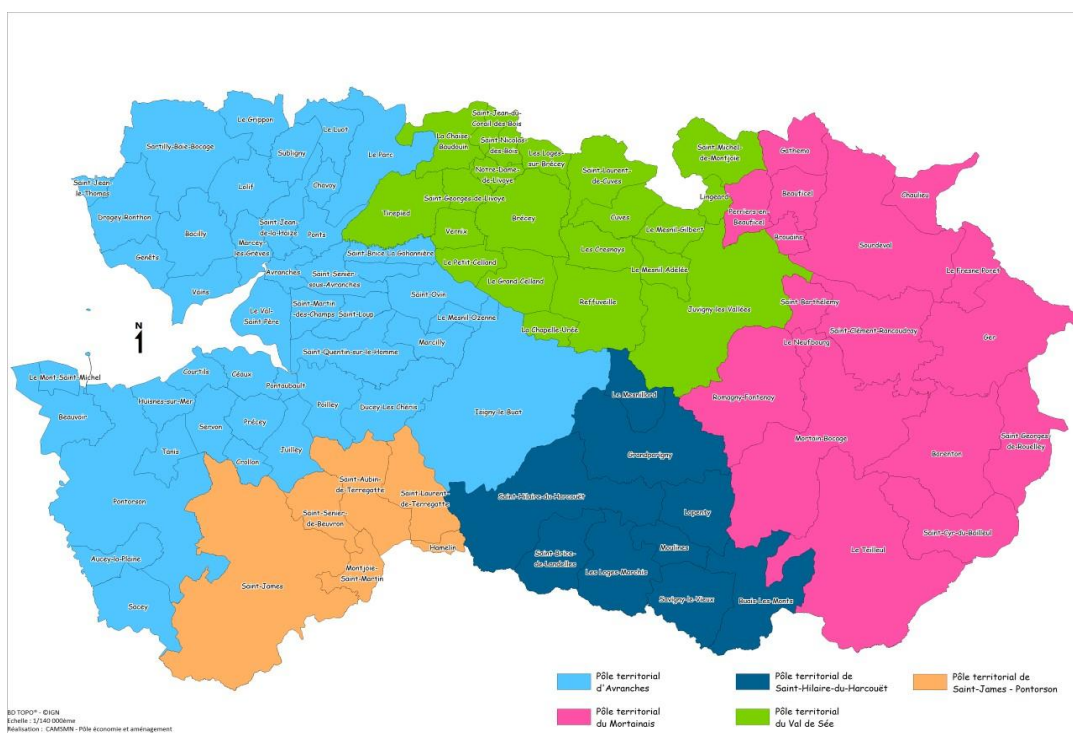 Le Grippon
Le Luot
Sartilly-Baie-Bocage
Subligny
Le Parc
Saint-Jean-
le-Thomas
Lolif
Chavoy
Dragey-Ronthon
Bacilly
Saint-Jean-
de-la-Haize
Marcey-
les-Grèves
Ponts
Genêts
Vains
Avranches
Saint-Brice
La Gohannière
Saint-Senier-
sous-Avranches
Le Val-
Saint-Père
Saint-Martin
-des-Champs
Saint-Loup
Saint-Ovin
Le Mesnil-Ozenne
Marcilly
Saint-Quentin-sur-le-Homme
Saint-Jean-du-
Corail-des-Bois
La Chaise-
Baudouin
Saint-Nicolas-
des-Bois
Les Loges-
sur-Brécey
Notre-Dame-
de-Livoye
Saint-Georges-de-Livoye
Saint-Laurent-
de-Cuves
Tirepied
Brécey
Cuves
Vernix
Le Petit-Celland
Le Grand-Celland
Les Cresnays
Le Mesnil-Gilbert
Le Mesnil-Adelée
Reffuveille
La Chapelle-Urée
Juvigny-les-Vallées
Saint-Michel-
de-Montjoie
Lingeard
Gathemo
Beauficel
Perriers-en-
Beauficel
Brouains
Chaulieu
Sourdeval
Le Fresne-Poret
Saint-Barthélemy
Saint-Clément-Rancoudray
Le Neufbourg
Ger
Romagny-Fontenay
Mortain-Bocage
Barenton
Saint-Georges-
de-Rouelley
Saint-Cyr-du-Bailleul
Le Teilleul
N
Le Mont-Saint-Michel
Beauvoir
Courtils
Céaux
Pontaubault
Huisnes-sur-Mer
Servon
Précey
Poilley
Ducey-Les-Chéris
Isigny-le-Buat
Tanis
Crollon
Juilley
Pontorson
Aucey-la-Plaine
Sacey
Saint-Aubin-
de-Terregatte
Saint-Laurent-
de-Terregatte
Saint-Senier-
de-Beuvron
Hamelin
Montjoie-
Saint-Martin
Saint-James
Le Mesnillard
Grandparigny
Saint-Hilaire-du-Harcouët
Lapenty
Moulines
Saint-Brice-
de-Landelles
Les Loges-Marchis
Savigny-le-Vieux
Buais-Les-Monts
Pôle territorial
d'Avranches
Pôle territorial de
Saint-Hilaire-du-Harcouët
Pôle territorial de
Saint-James - Pontorson
Pôle territorial
du Mortainais
Pôle territorial
du Val de Sée
BD TOPO® - ©IGN
Echelle : 1/140 000ème
Réalisation : CAMSMN - Pôle économie et aménagement